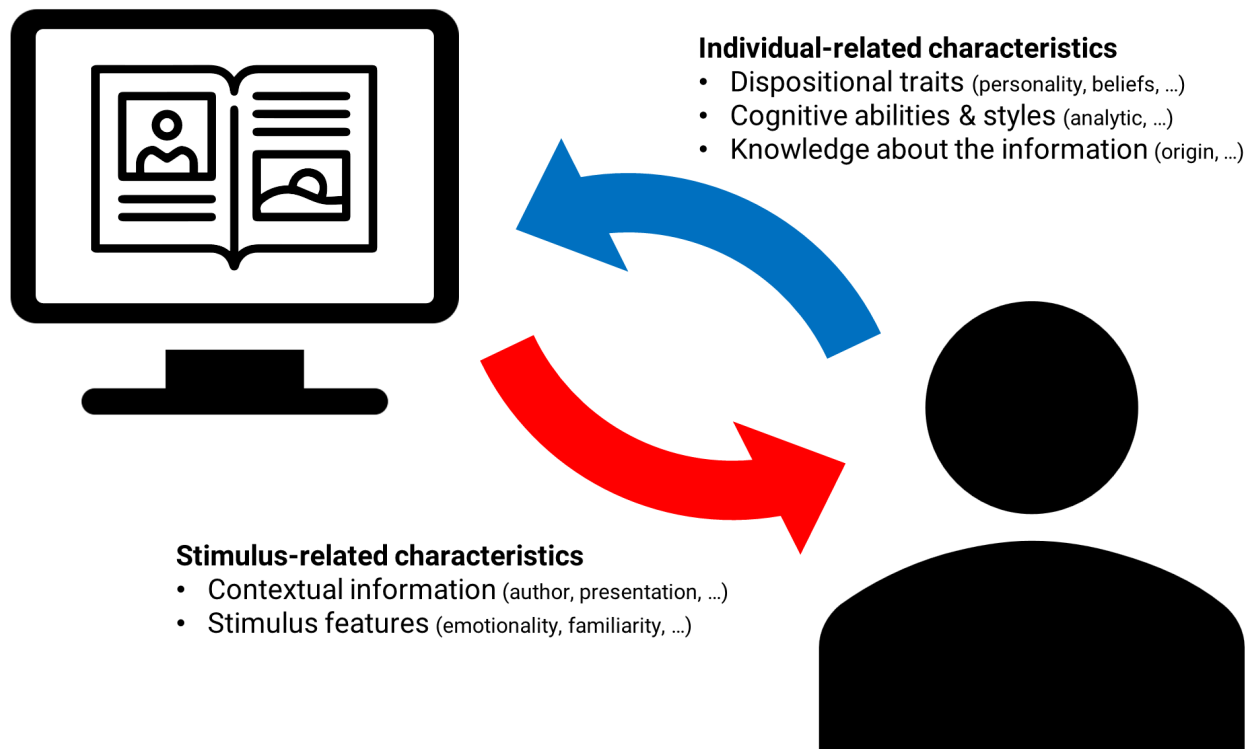 Individual-related characteristics
• Dispositional traits (personality, beliefs, ...)
• Cognitive abilities & styles (analytic, ...)
• Knowledge about the information (origin, ...)
Stimulus-related characteristics
• Contextual information (author, presentation, ...)
• Stimulus features (emotionality, familiarity, ...)